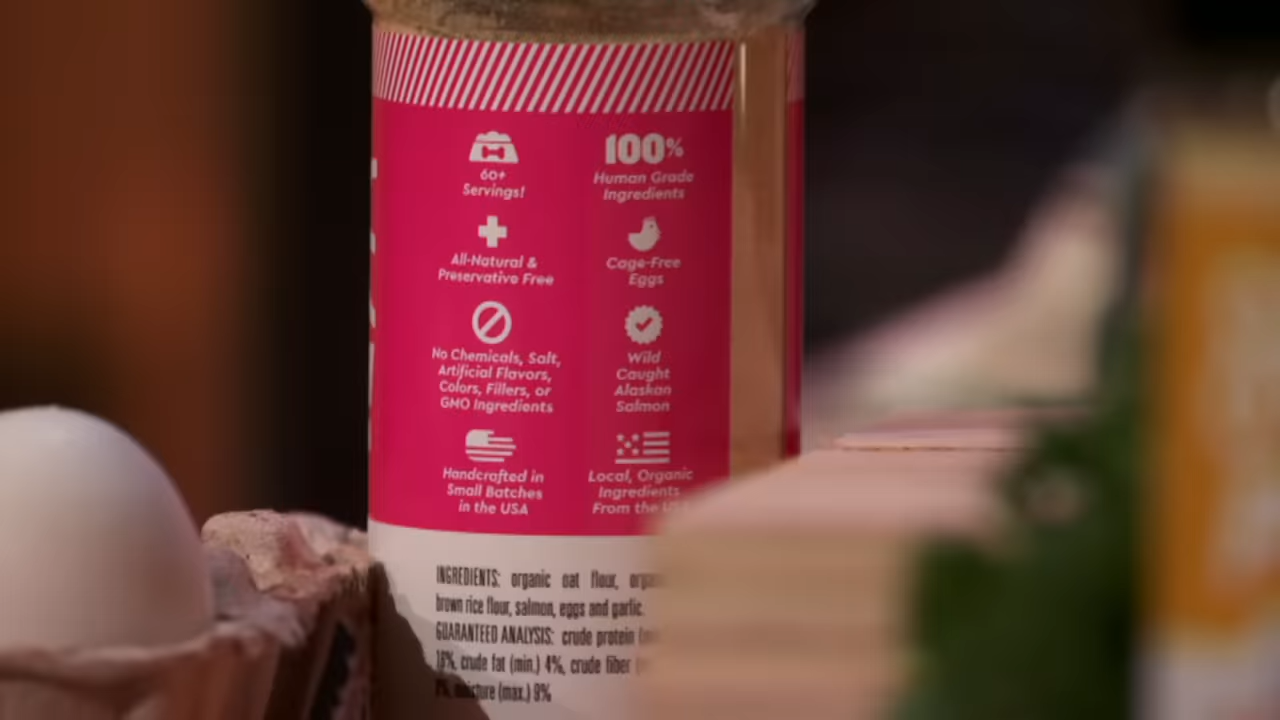 60+
Servings!
100%
Human Grade
Ingredients
All-Natural &
Preservative Free
Cage-Free
Eggs
No Chemicals, Salt,
Artificial Flavors,
Colors, Fillers, or
GMO Ingredients
Wild
Caught
Alaskan
Salmon
Handcrafted in
Small Batches
in the USA
Local, Organic
Ingredients
From the
INGREDIENTS: organic oat flour,
brown rice flour, salmon, eggs and garlic.
GUARANTEED ANALYSIS: crude protein
crude fat (min.) 4%, crude fiber
(max.) 9%